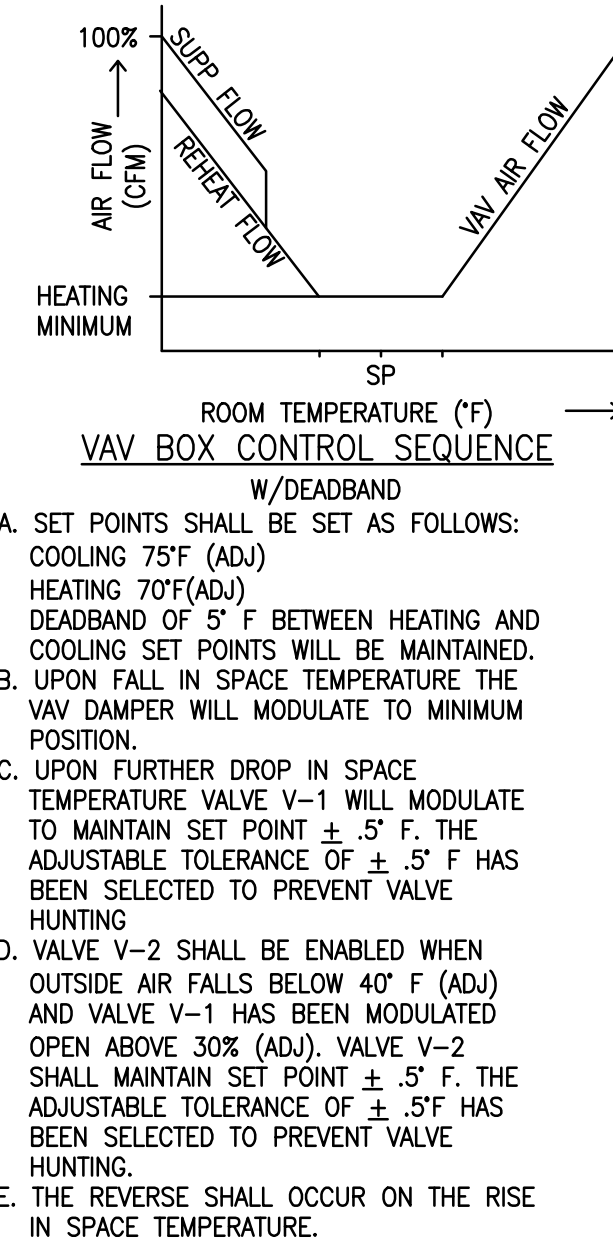 100%
SUPP FLOW
AIR FLOW
(CFM)
REHEAT FLOW
VAV AIR FLOW
HEATING
MINIMUM
SP
ROOM TEMPERATURE (°F)
VAV BOX CONTROL SEQUENCE
W/DEADBAND
A. SET POINTS SHALL BE SET AS FOLLOWS:
COOLING 75°F (ADJ)
HEATING 70°F(ADJ)
DEADBAND OF 5° F BETWEEN HEATING AND
COOLING SET POINTS WILL BE MAINTAINED.
B. UPON FALL IN SPACE TEMPERATURE THE
VAV DAMPER WILL MODULATE TO MINIMUM
POSITION.
C. UPON FURTHER DROP IN SPACE
TEMPERATURE VALVE V-1 WILL MODULATE
TO MAINTAIN SET POINT ± .5° F. THE
ADJUSTABLE TOLERANCE OF ± .5° F HAS
BEEN SELECTED TO PREVENT VALVE
HUNTING
D. VALVE V-2 SHALL BE ENABLED WHEN
OUTSIDE AIR FALLS BELOW 40° F (ADJ)
AND VALVE V-1 HAS BEEN MODULATED
OPEN ABOVE 30% (ADJ). VALVE V-2
SHALL MAINTAIN SET POINT ± .5° F. THE
ADJUSTABLE TOLERANCE OF ± .5°F HAS
BEEN SELECTED TO PREVENT VALVE
HUNTING.
E. THE REVERSE SHALL OCCUR ON THE RISE
IN SPACE TEMPERATURE.